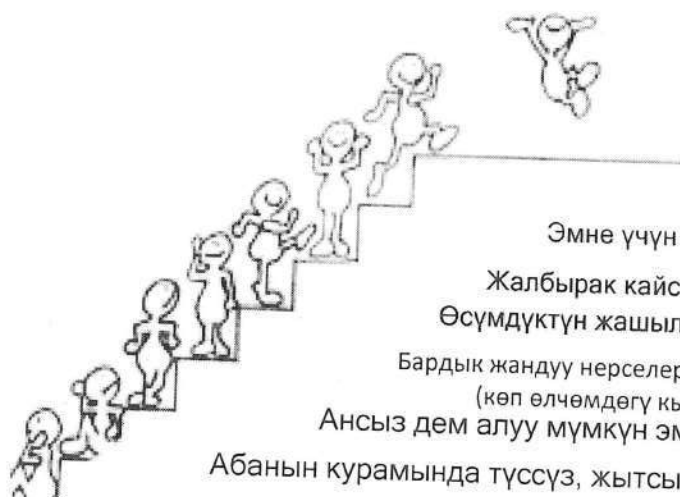 Эмне үчүн
Жалбырак кайс
Өсүмдүктүн жашыл
Бардык жандуу нерселер
(көп өлчөмдөгү кы
Ансыз дем алуу мүмкүн эм
Абанын курамында түссүз, жытсы